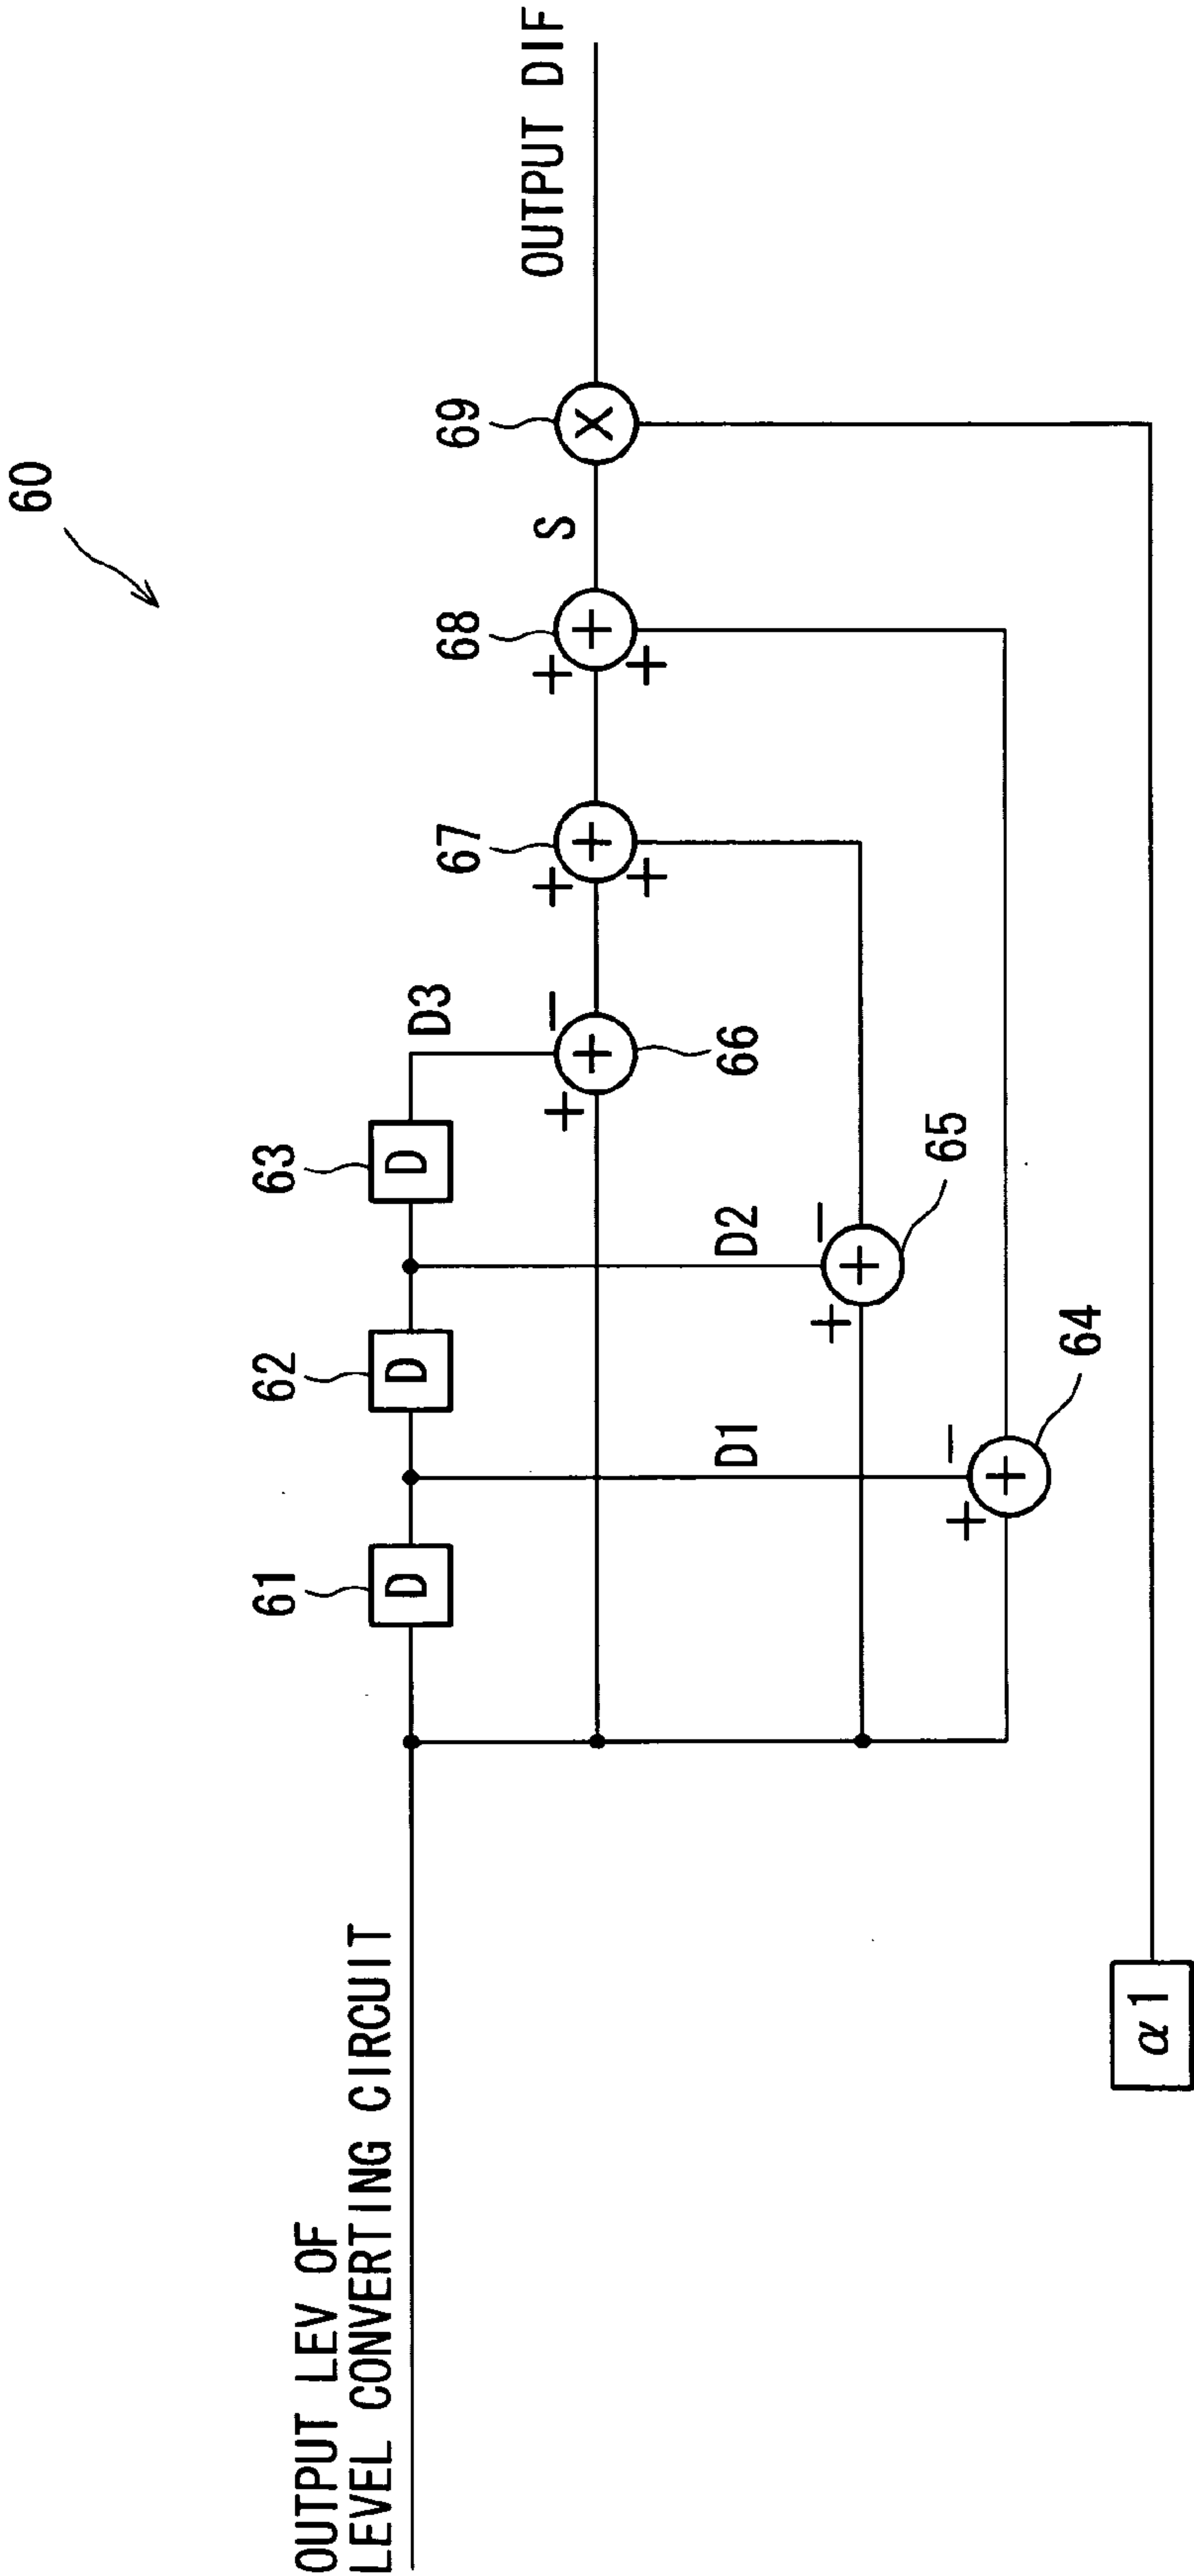 60
OUTPUT LEV OF
LEVEL CONVERTING CIRCUIT
61
D
62
D
63
D
D3
+
−
+
66
+
+
+
67
+
+
+
68
S
X
69
OUTPUT DIF
D2
+
−
+
65
D1
+
−
+
64
α1